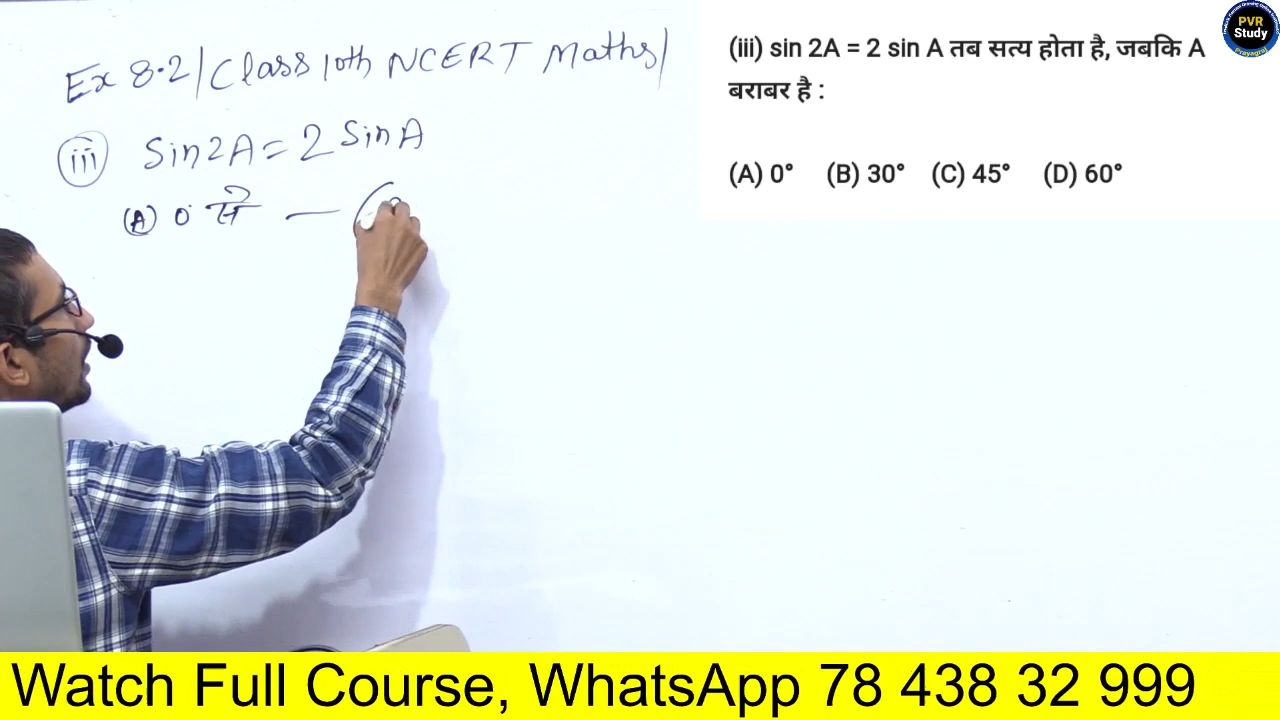 Ex 8.2/Class 10th NCERT Maths/
(iii) Sin2A = 2 SinA
(A) 0° से —
(iii) sin 2A = 2 sin A तब सत्य होता है, जबकि A
बराबर है :
(A) 0° (B) 30° (C) 45° (D) 60°
PVR
Study
Prayagraj
Watch Full Course, WhatsApp 78 438 32 999